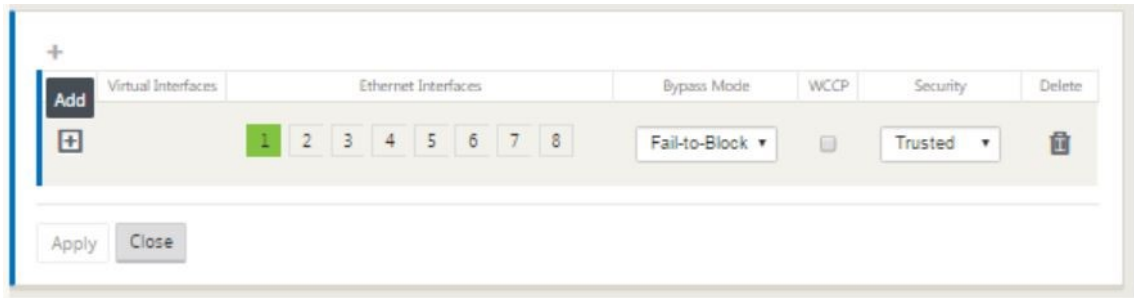 +
Add Virtual Interfaces Ethernet Interfaces Bypass Mode WCCP Security Delete
1 2 3 4 5 6 7 8 Fail-to-Block Trusted
Apply Close